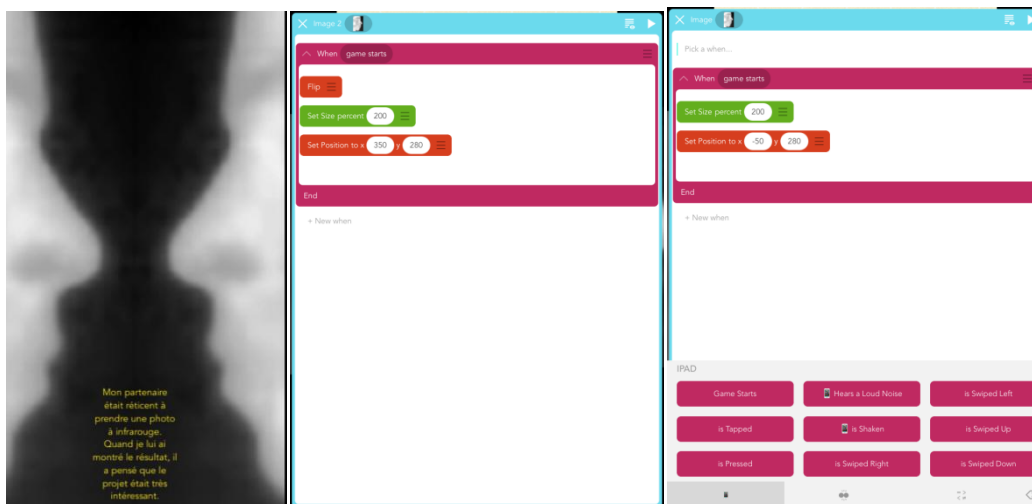 Mon partenaire
était réticent à
prendre une photo
à infrarouge.
Quand je lui ai
montré le résultat, il
a pensé que le
projet était très
intéressant.
Image 2
When game starts
Flip
Set Size percent 200
Set Position to x 350 y 280
End
+ New when
Image
Pick a when...
When game starts
Set Size percent 200
Set Position to x -50 y 280
End
+ New when
IPAD
Game Starts
Hears a Loud Noise
is Swiped Left
is Tapped
is Shaken
is Swiped Up
is Pressed
is Swiped Right
is Swiped Down